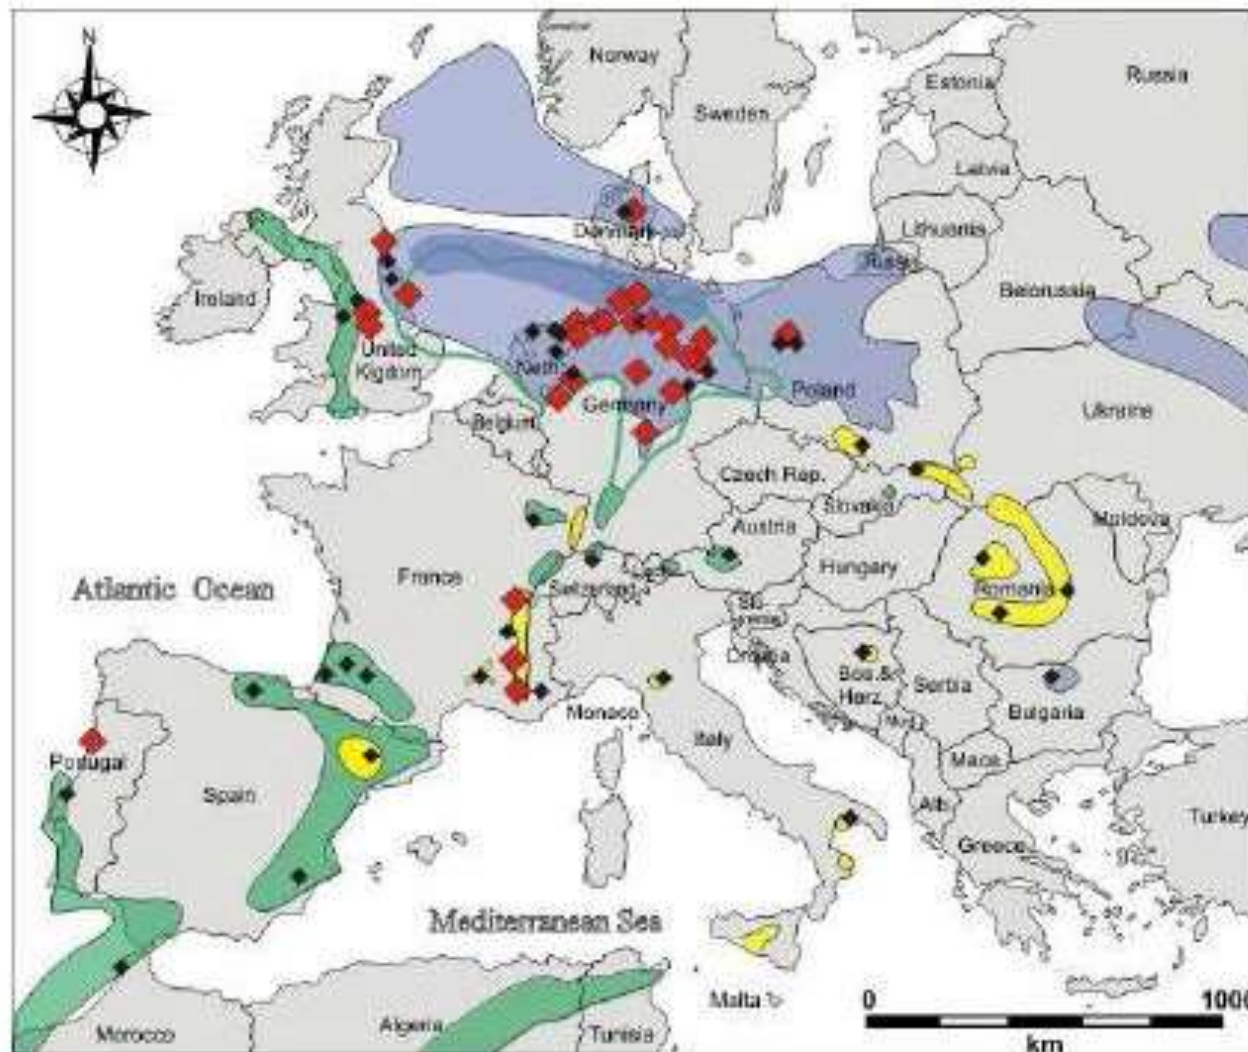 N
Norway
Sweden
Estonia
Russia
Latvia
Lithuania
Denmark
Russia
Belorussia
Ireland
United
Kigdom
Neth.
Germany
Poland
Belgium
Ukraine
Czech Rep.
Slovakia
Moldova
Austria
France
Switzerland
Hungary
Romania
Atlantic Ocean
Croatia
Bos.&
Herz.
Serbia
Monaco
Bulgaria
Italy
Portugal
Spain
Mace.
Alb.
Turkey
Greece
Mediterranean Sea
Malta
0
1000
km
Morocco
Algeria
Tunisia